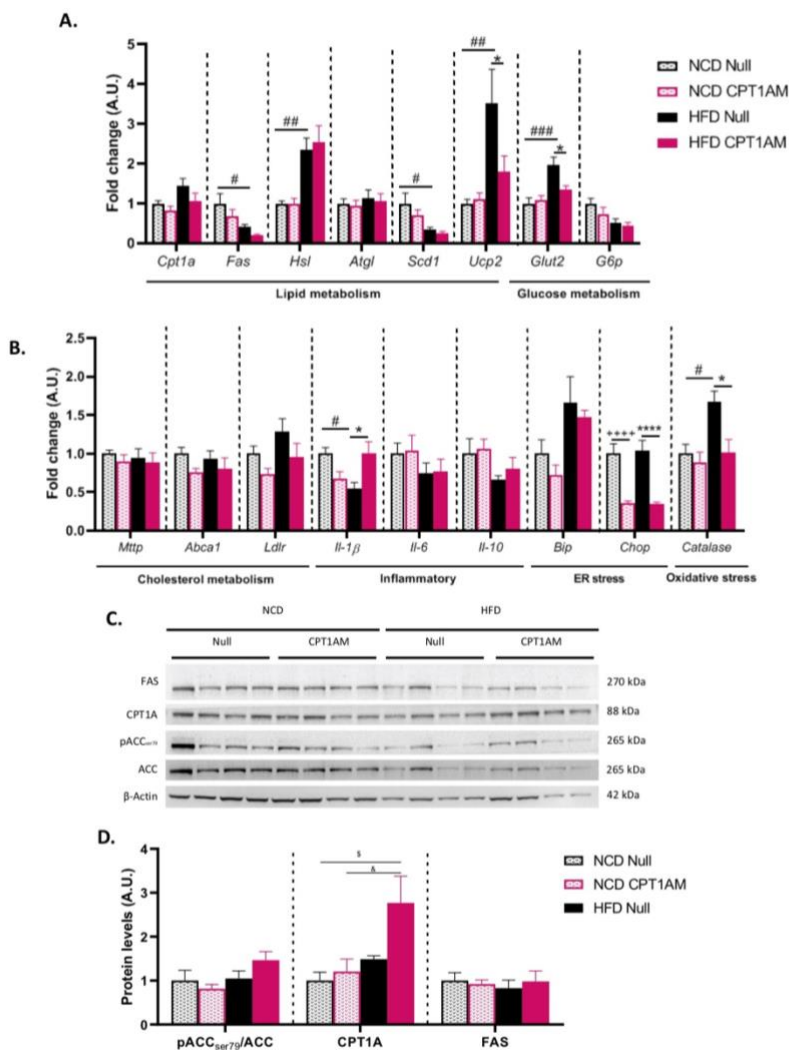 A.
Fold change (A.U.)
5
4
3
2
1
0
#
##
#
##
*
###
*
Cpt1a Fas Hsl Atgl Scd1 Ucp2 Glut2 G6p
Lipid metabolism Glucose metabolism
NCD Null
NCD CPT1AM
HFD Null
HFD CPT1AM
B.
Fold change (A.U.)
2.5
2.0
1.5
1.0
0.5
0.0
# *
++++ ****
# *
Mttp Abca1 Ldlr Il-1β Il-6 Il-10 Bip Chop Catalase
Cholesterol metabolism Inflammatory ER stress Oxidative stress
C.
NCD HFD
Null CPT1AM Null CPT1AM
FAS 270 kDa
CPT1A 88 kDa
pACCser79 265 kDa
ACC 265 kDa
β-Actin 42 kDa
D.
Protein levels (A.U.)
4
3
2
1
0
$
&
pACCser79/ACC CPT1A FAS
NCD Null
NCD CPT1AM
HFD Null